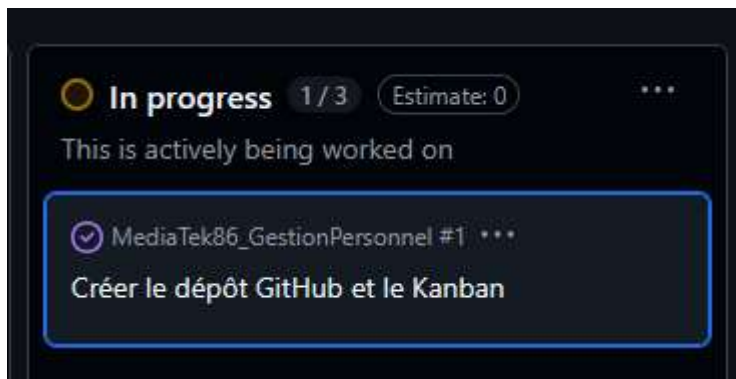 In progress 1 / 3 Estimate: 0 ...
This is actively being worked on
MediaTek86_GestionPersonnel #1 ...
Créer le dépôt GitHub et le Kanban